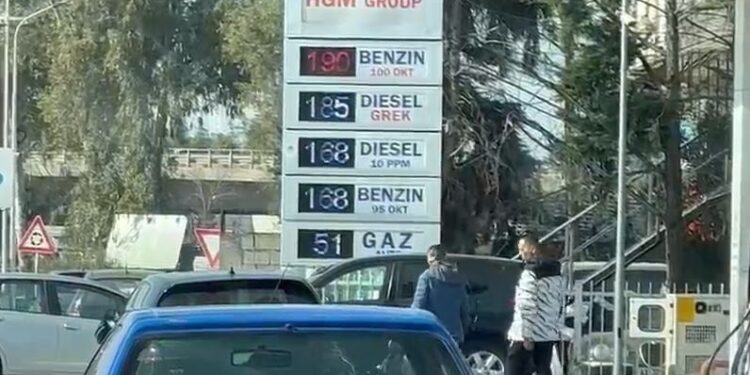 HGM GROUP
190 BENZIN
100 OKT
185 DIESEL
GREK
168 DIESEL
10 PPM
168 BENZIN
95 OKT
51 GAZ
AUTO